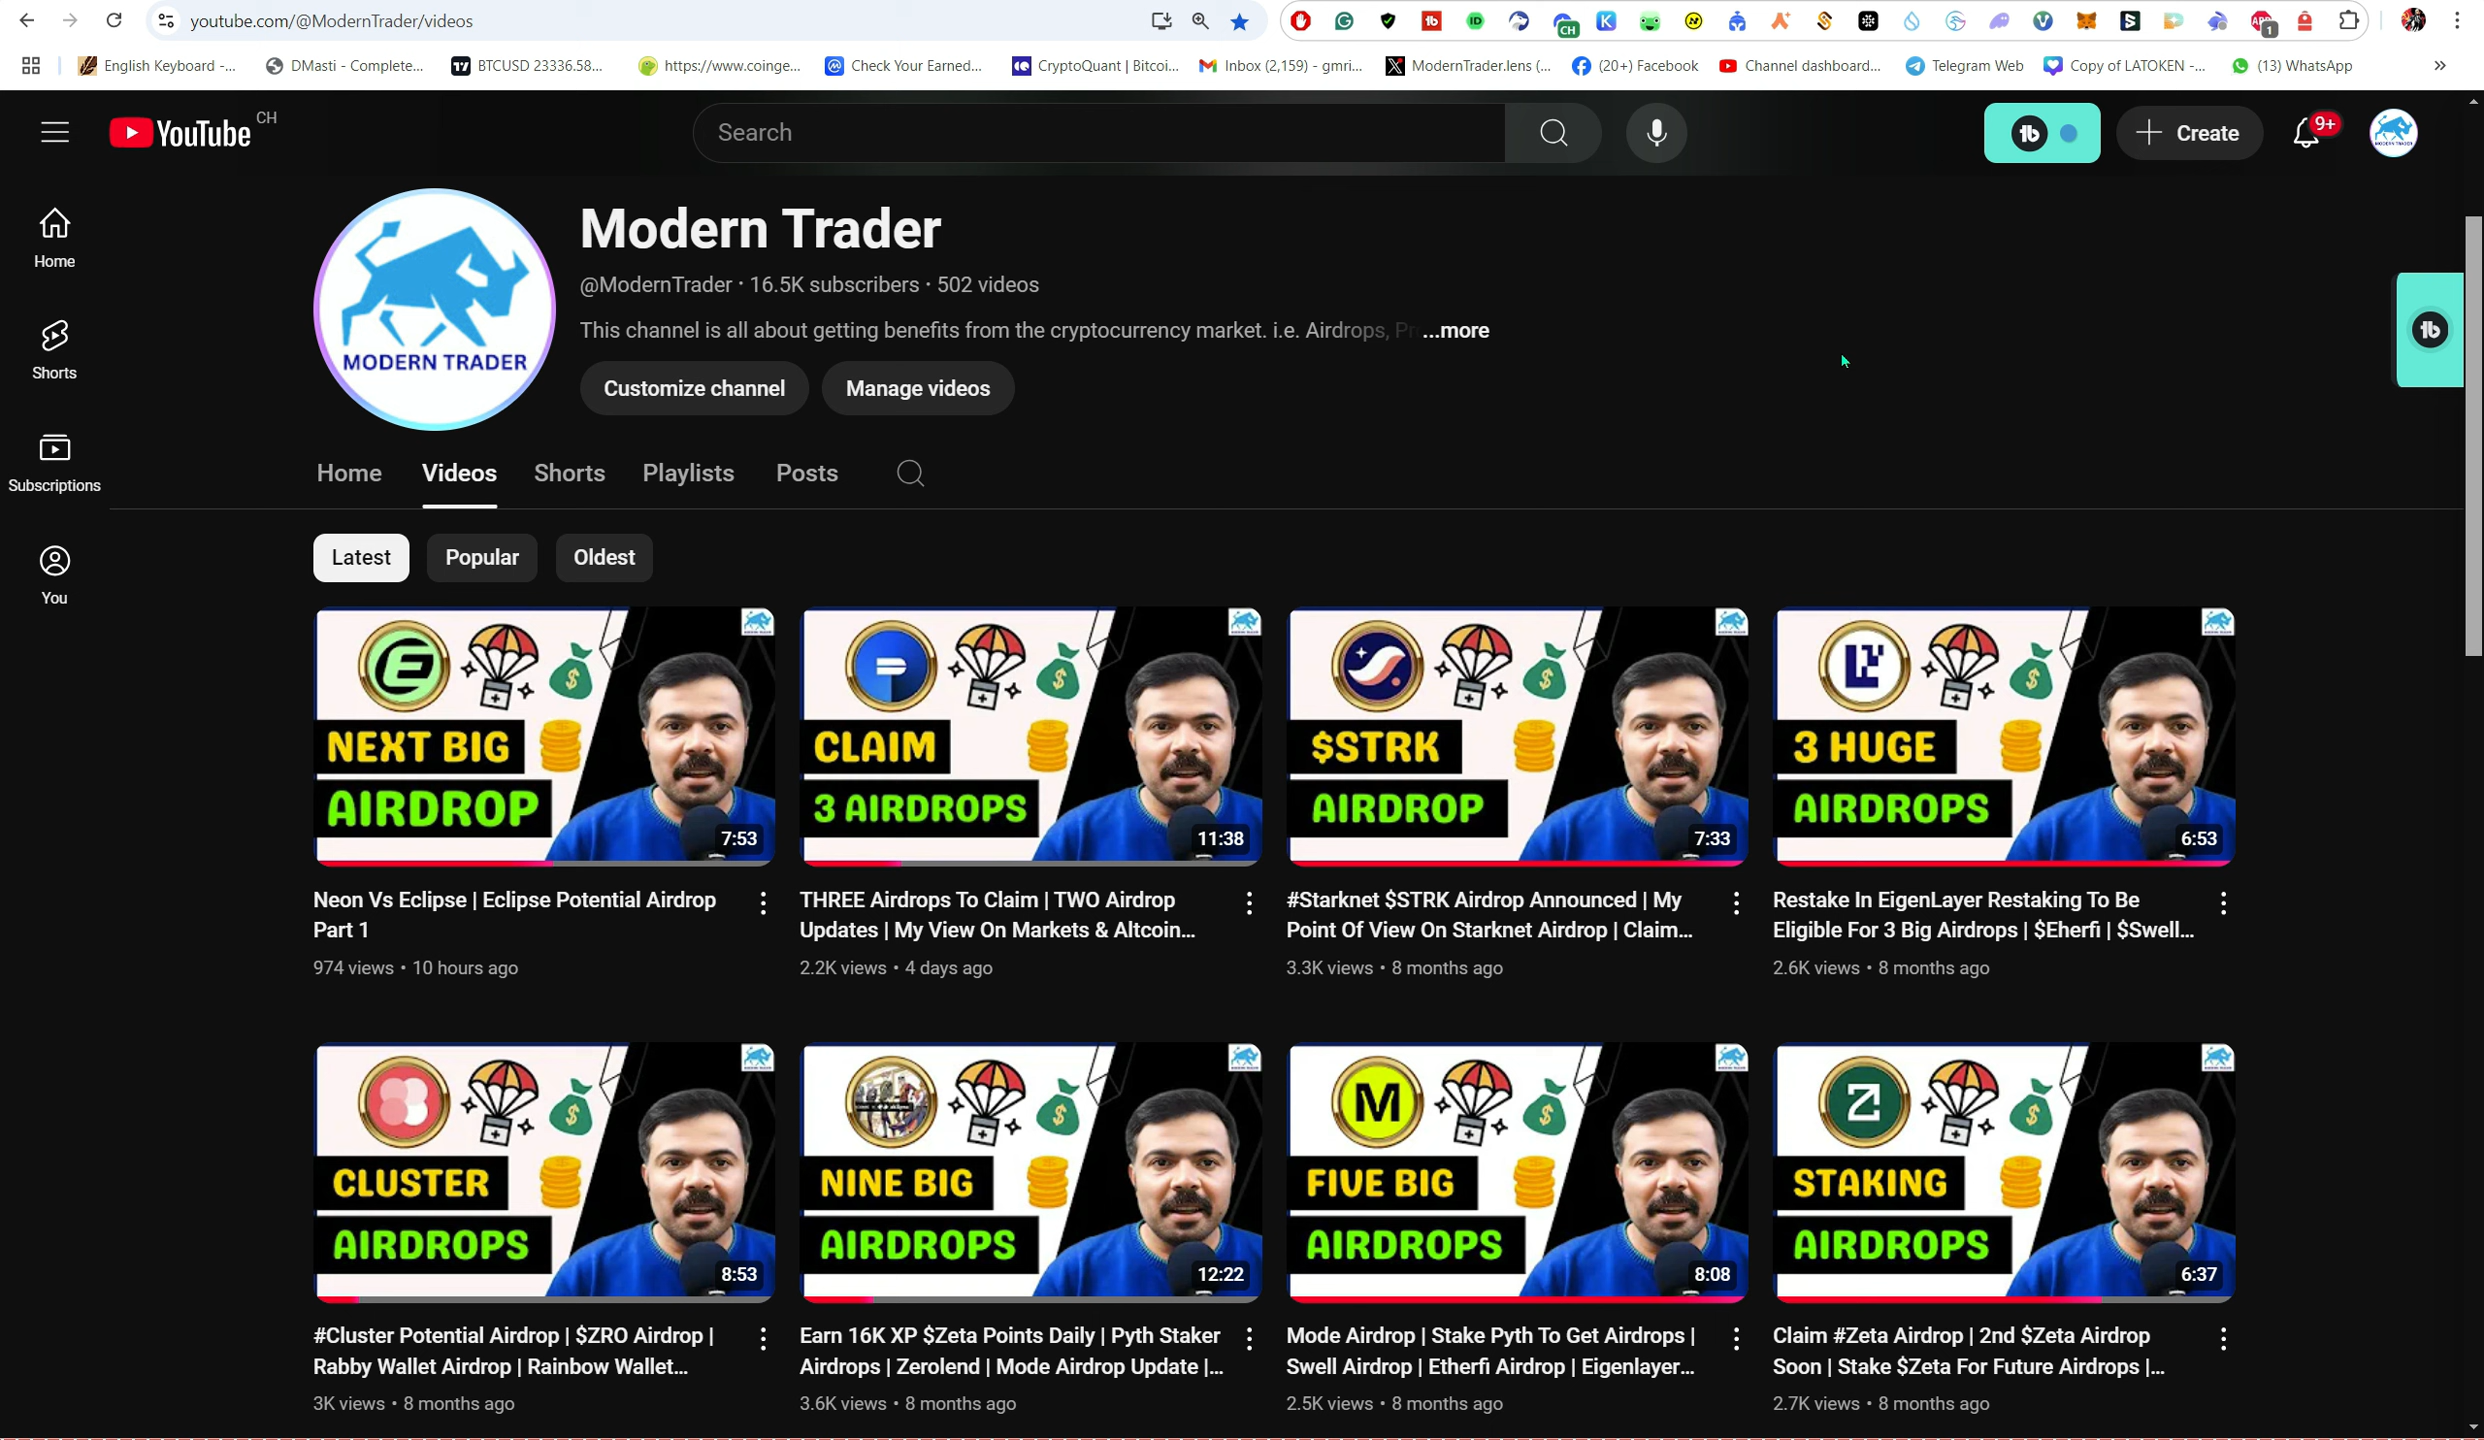 youtube.com/@ModernTrader/videos
CH
1
English Keyboard -...
DMasti - Complete...
BTCUSD 23336.58...
https://www.coinge...
Check Your Earned...
CryptoQuant | Bitcoi...
Inbox (2,159) - gmri...
ModernTrader.lens (...
(20+) Facebook
Channel dashboard...
Telegram Web
Copy of LATOKEN -...
(13) WhatsApp
YouTube CH
Search
Create
9+
Home
Shorts
Subscriptions
You
MODERN TRADER
Modern Trader
@ModernTrader • 16.5K subscribers • 502 videos
This channel is all about getting benefits from the cryptocurrency market. i.e. Airdrops, Pr ...more
Customize channel
Manage videos
Home
Videos
Shorts
Playlists
Posts
Latest
Popular
Oldest
NEXT BIG
AIRDROP
7:53
Neon Vs Eclipse | Eclipse Potential Airdrop
Part 1
974 views • 10 hours ago
CLAIM
3 AIRDROPS
11:38
THREE Airdrops To Claim | TWO Airdrop
Updates | My View On Markets & Altcoin...
2.2K views • 4 days ago
$STRK
AIRDROP
7:33
#Starknet $STRK Airdrop Announced | My
Point Of View On Starknet Airdrop | Claim...
3.3K views • 8 months ago
3 HUGE
AIRDROPS
6:53
Restake In EigenLayer Restaking To Be
Eligible For 3 Big Airdrops | $Eherfi | $Swell...
2.6K views • 8 months ago
CLUSTER
AIRDROPS
8:53
#Cluster Potential Airdrop | $ZRO Airdrop |
Rabby Wallet Airdrop | Rainbow Wallet...
3K views • 8 months ago
NINE BIG
AIRDROPS
12:22
Earn 16K XP $Zeta Points Daily | Pyth Staker
Airdrops | Zerolend | Mode Airdrop Update |...
3.6K views • 8 months ago
M
FIVE BIG
AIRDROPS
8:08
Mode Airdrop | Stake Pyth To Get Airdrops |
Swell Airdrop | Etherfi Airdrop | Eigenlayer...
2.5K views • 8 months ago
STAKING
AIRDROPS
6:37
Claim #Zeta Airdrop | 2nd $Zeta Airdrop
Soon | Stake $Zeta For Future Airdrops |...
2.7K views • 8 months ago